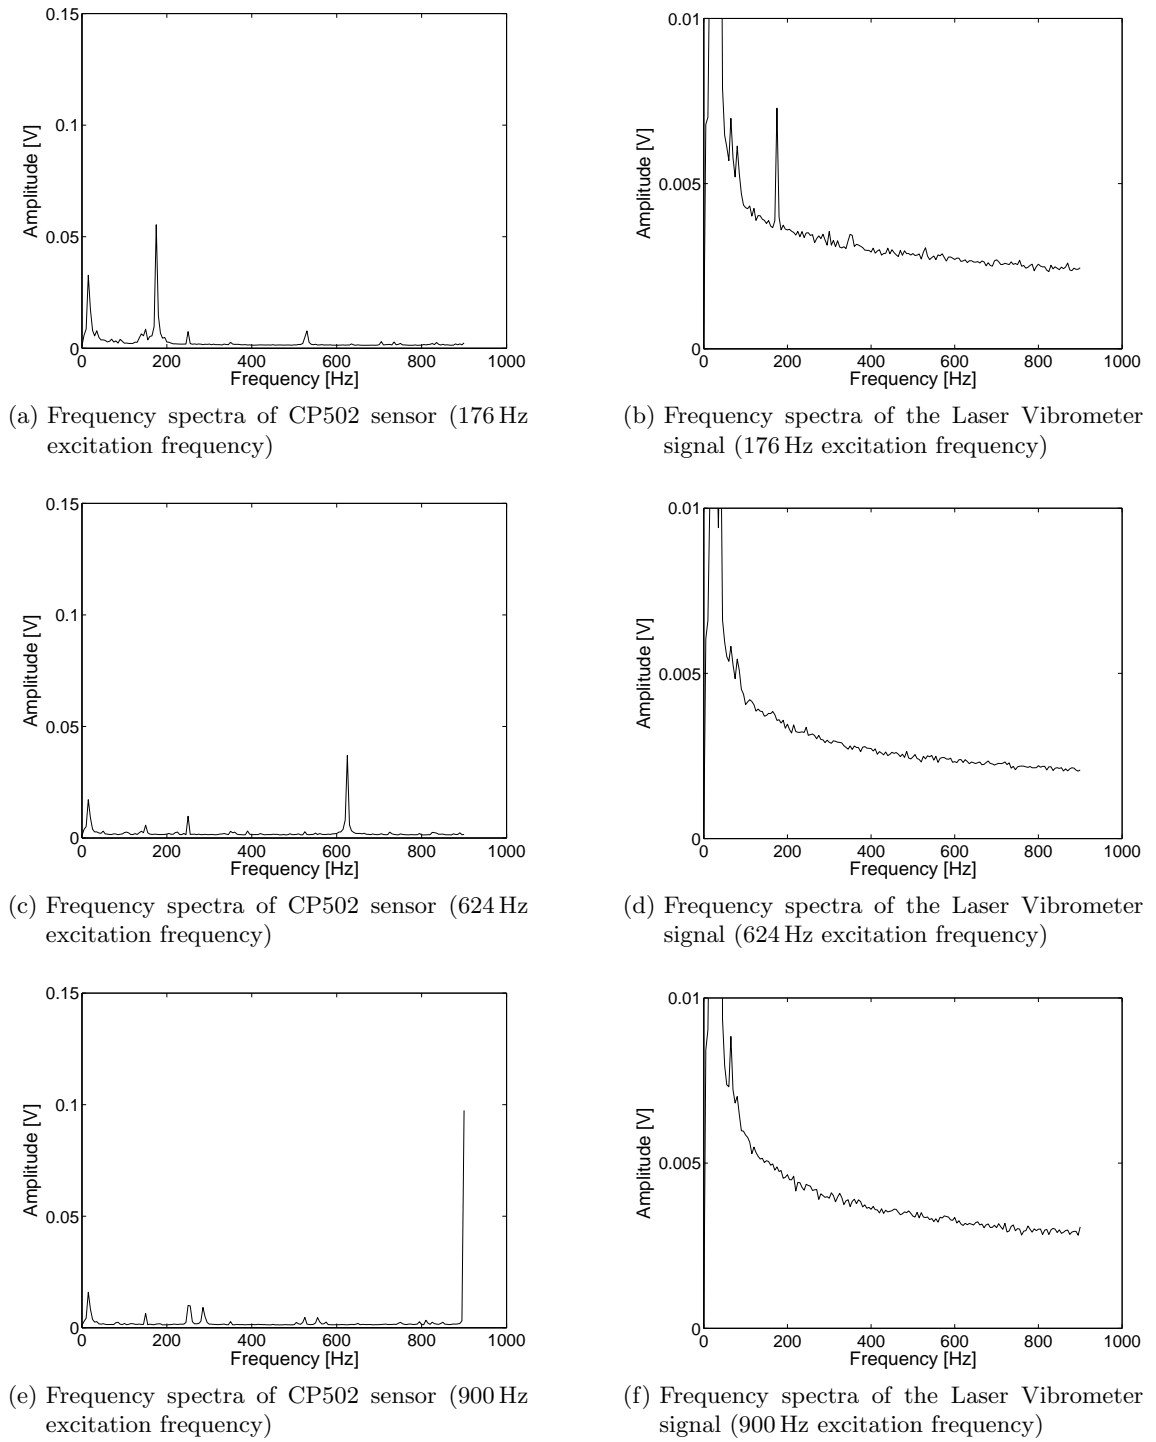 0.15
0.1
0.05
0
Amplitude [V]
0 200 400 600 800 1000
Frequency [Hz]
(a) Frequency spectra of CP502 sensor (176 Hz
excitation frequency)
0.01
0.005
0
Amplitude [V]
0 200 400 600 800 1000
Frequency [Hz]
(b) Frequency spectra of the Laser Vibrometer
signal (176 Hz excitation frequency)
0.15
0.1
0.05
0
Amplitude [V]
0 200 400 600 800 1000
Frequency [Hz]
(c) Frequency spectra of CP502 sensor (624 Hz
excitation frequency)
0.01
0.005
0
Amplitude [V]
0 200 400 600 800 1000
Frequency [Hz]
(d) Frequency spectra of the Laser Vibrometer
signal (624 Hz excitation frequency)
0.15
0.1
0.05
0
Amplitude [V]
0 200 400 600 800 1000
Frequency [Hz]
(e) Frequency spectra of CP502 sensor (900 Hz
excitation frequency)
0.01
0.005
0
Amplitude [V]
0 200 400 600 800 1000
Frequency [Hz]
(f) Frequency spectra of the Laser Vibrometer
signal (900 Hz excitation frequency)